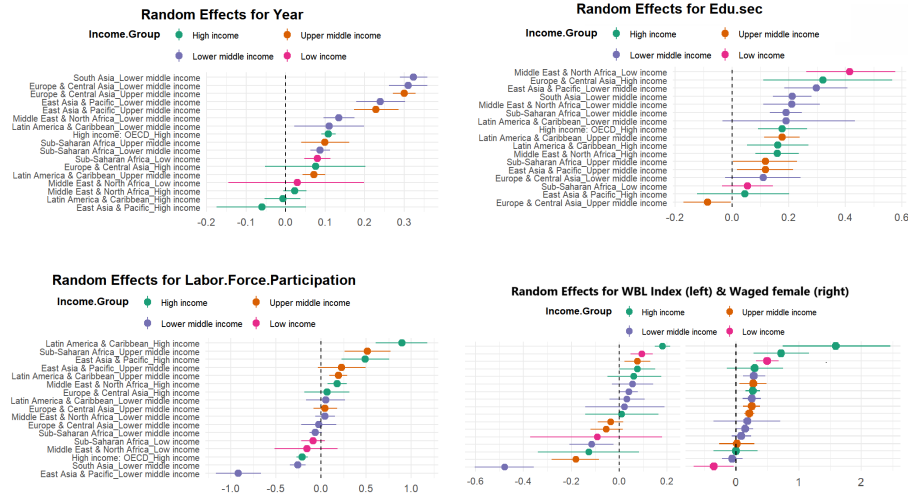 Random Effects for Year
Income.Group
High income
Upper middle income
Lower middle income
Low income
South Asia_Lower middle income
Europe & Central Asia_Lower middle income
Europe & Central Asia_Upper middle income
East Asia & Pacific_Lower middle income
East Asia & Pacific_Upper middle income
Middle East & North Africa_Lower middle income
Latin America & Caribbean_Lower middle income
High income: OECD_High income
Sub-Saharan Africa_Upper middle income
Sub-Saharan Africa_Lower middle income
Sub-Saharan Africa_Low income
Europe & Central Asia_High income
Latin America & Caribbean_Upper middle income
Middle East & North Africa_Low income
Middle East & North Africa_High income
Latin America & Caribbean_High income
East Asia & Pacific_High income
-0.2 -0.1 0.0 0.1 0.2 0.3
Random Effects for Edu.sec
Income.Group
High income
Upper middle income
Lower middle income
Low income
Middle East & North Africa_Low income
Europe & Central Asia_High income
East Asia & Pacific_Lower middle income
South Asia_Lower middle income
Middle East & North Africa_Lower middle income
Sub-Saharan Africa_Lower middle income
Latin America & Caribbean_Lower middle income
High income: OECD_High income
Latin America & Caribbean_Upper middle income
Latin America & Caribbean_High income
Middle East & North Africa_High income
Sub-Saharan Africa_Upper middle income
East Asia & Pacific_Upper middle income
Europe & Central Asia_Lower middle income
Sub-Saharan Africa_Low income
East Asia & Pacific_High income
Europe & Central Asia_Upper middle income
-0.2 0.0 0.2 0.4 0.6
Random Effects for Labor.Force.Participation
Income.Group
High income
Upper middle income
Lower middle income
Low income
Latin America & Caribbean_High income
Sub-Saharan Africa_Upper middle income
East Asia & Pacific_High income
East Asia & Pacific_Upper middle income
Latin America & Caribbean_Upper middle income
Middle East & North Africa_High income
Europe & Central Asia_High income
Latin America & Caribbean_Lower middle income
Europe & Central Asia_Upper middle income
Middle East & North Africa_Lower middle income
Europe & Central Asia_Lower middle income
Sub-Saharan Africa_Lower middle income
Sub-Saharan Africa_Low income
Middle East & North Africa_Low income
High income: OECD_High income
South Asia_Lower middle income
East Asia & Pacific_Lower middle income
-1.0 -0.5 0.0 0.5 1.0
Random Effects for WBL Index (left) & Waged female (right)
Income.Group
High income
Upper middle income
Lower middle income
Low income
-0.6 -0.4 -0.2 0.0 0.2
0 1 2